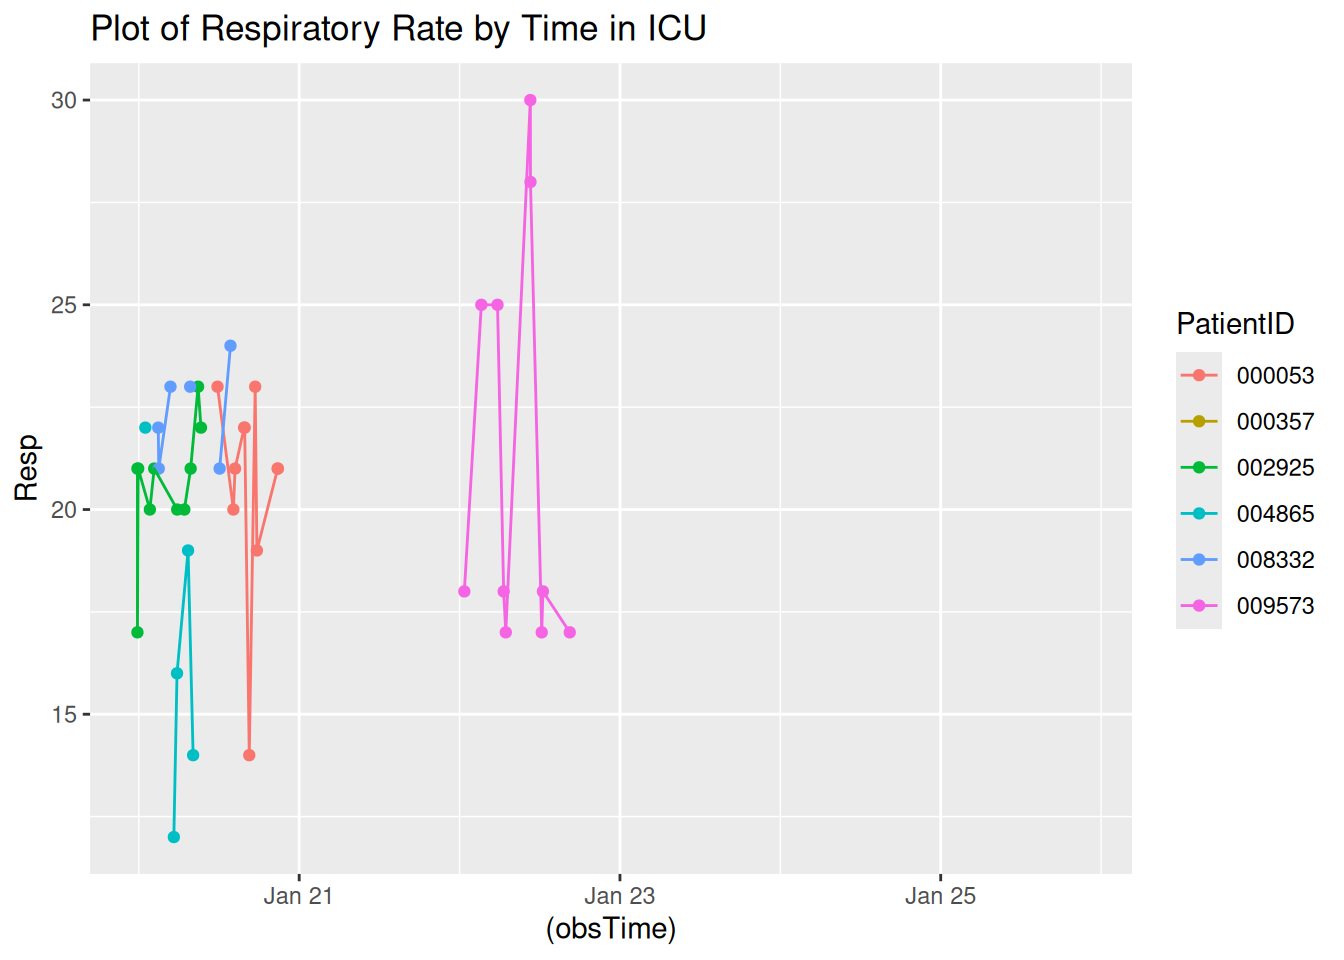 Plot of Respiratory Rate by Time in ICU
30
25
20
15
Resp
Jan 21
Jan 23
Jan 25
(obsTime)
PatientID
000053
000357
002925
004865
008332
009573